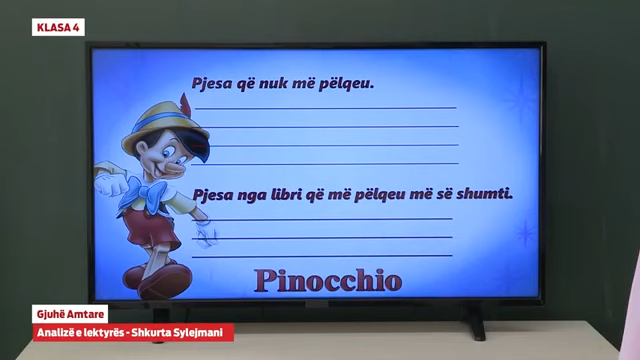 KLASA 4
Pjesa që nuk më pëlqeu.
Pjesa nga libri që më pëlqeu më së shumti.
Pinocchio
Gjuhë Amtare
Analizë e lektyrës - Shkurta Sylejmani